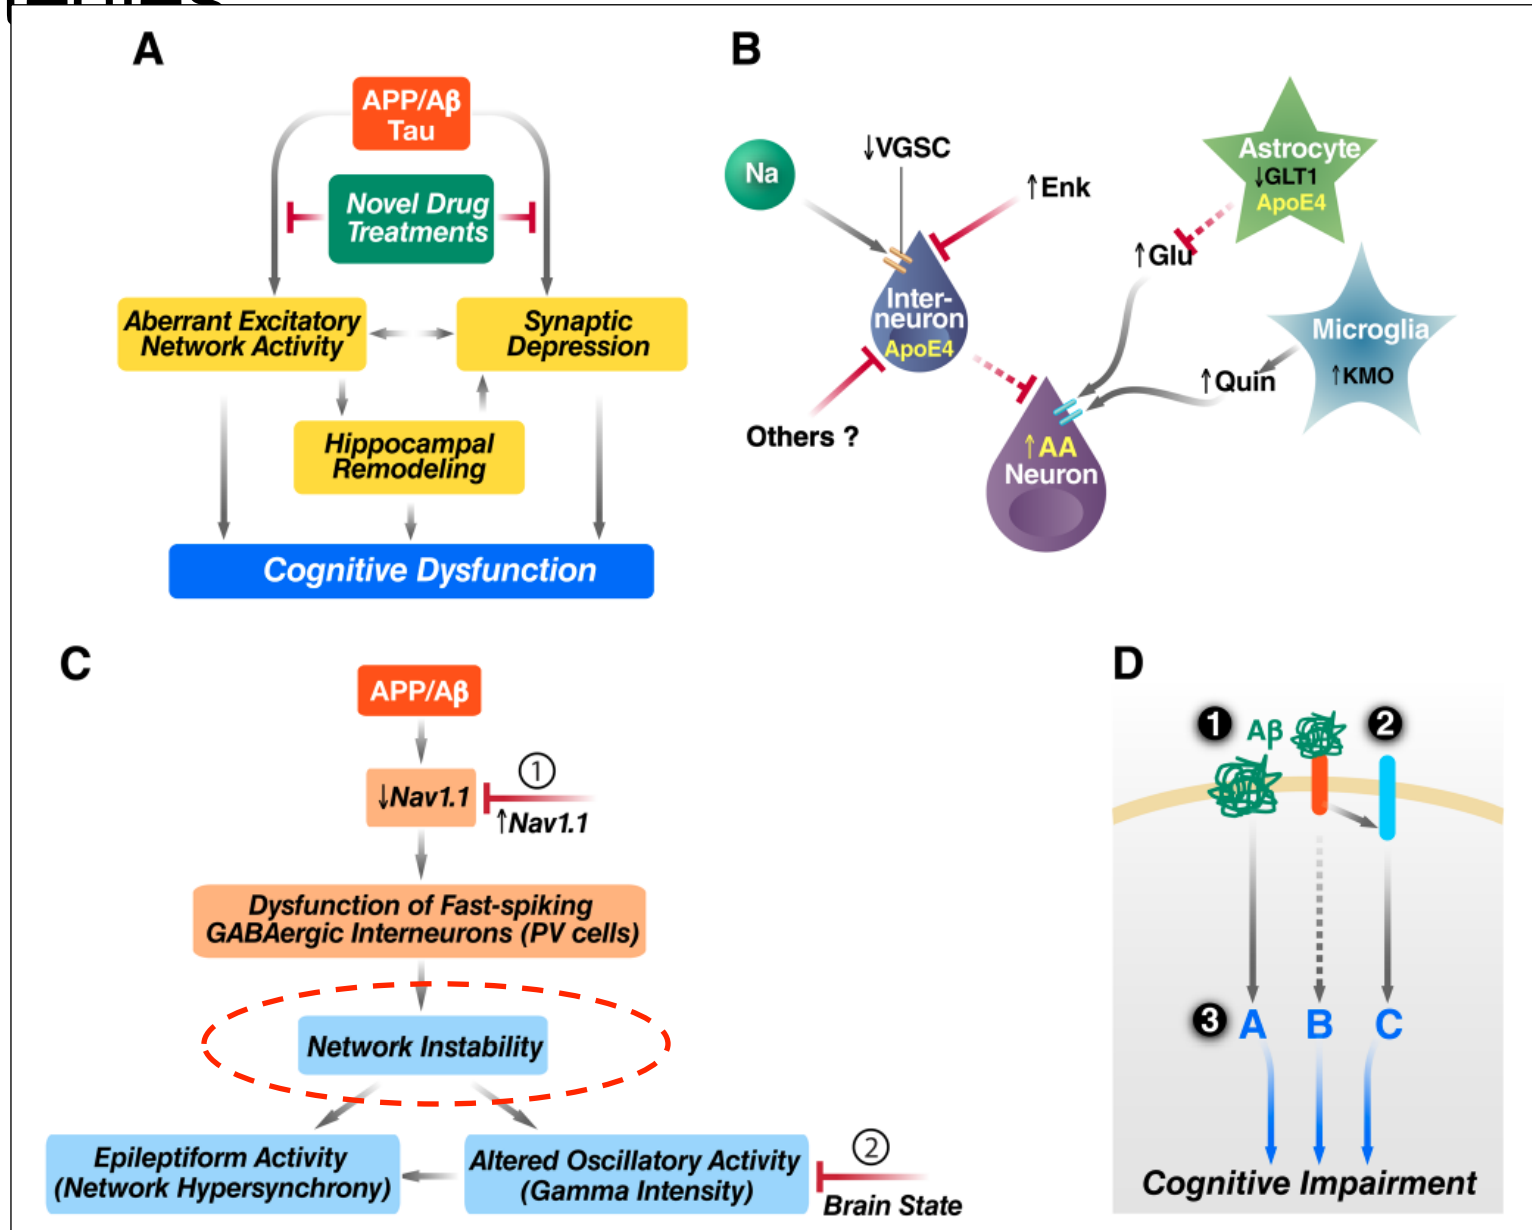 A
APP/Aβ
Tau
Novel Drug
Treatments
Aberrant Excitatory
Network Activity
Synaptic
Depression
Hippocampal
Remodeling
Cognitive Dysfunction
B
Na
↓VGSC
↑Enk
Astrocyte
↓GLT1
ApoE4
↑Glu
Inter-
neuron
ApoE4
Microglia
↑KMO
↑Quin
Others ?
↑AA
Neuron
C
APP/Aβ
↓Nav1.1
1
↑Nav1.1
Dysfunction of Fast-spiking
GABAergic Interneurons (PV cells)
Network Instability
Epileptiform Activity
(Network Hypersynchrony)
Altered Oscillatory Activity
(Gamma Intensity)
2
Brain State
D
1 Aβ 2
3 A B C
Cognitive Impairment